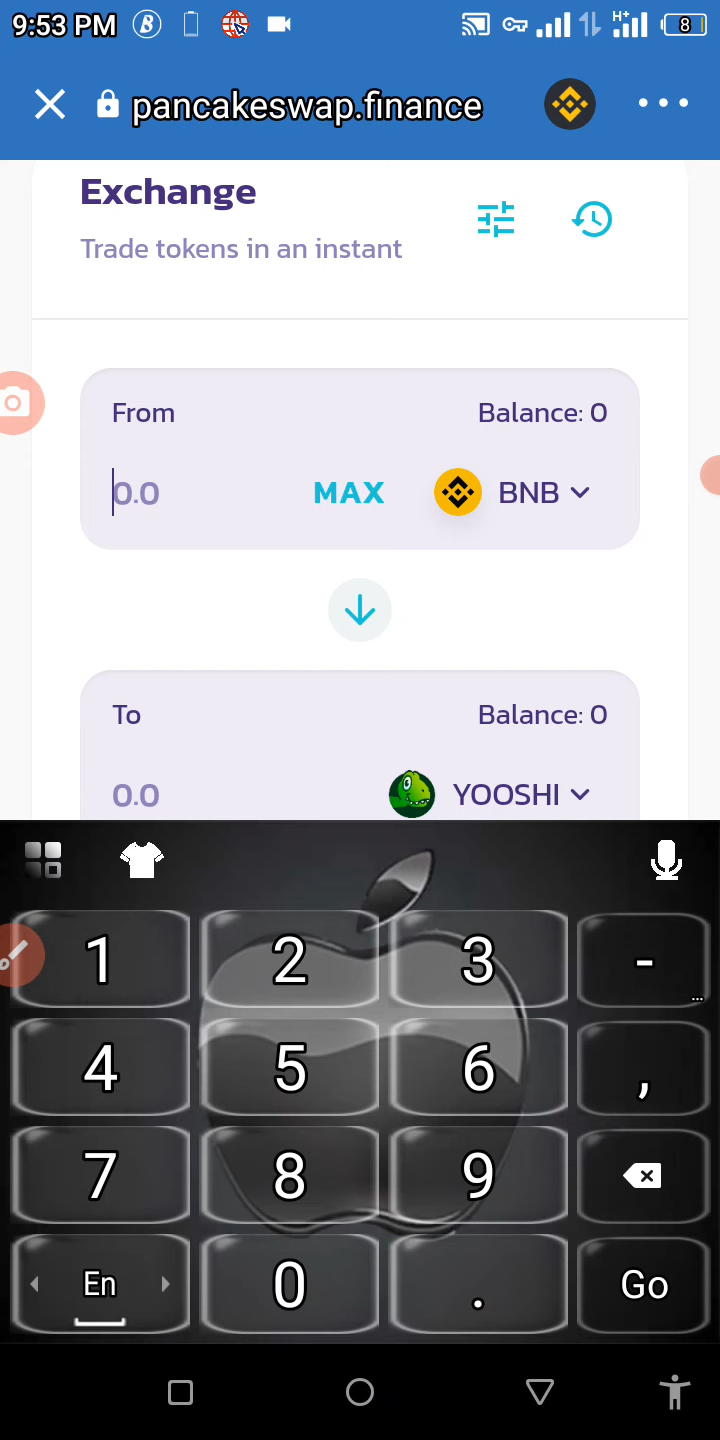 9:53 PM
H+
8
pancakeswap.finance
Exchange
Trade tokens in an instant
From
Balance: 0
0.0
MAX
BNB
To
Balance: 0
0.0
YOOSHI
1 2 3 -
4 5 6 ,
7 8 9
En 0 . Go